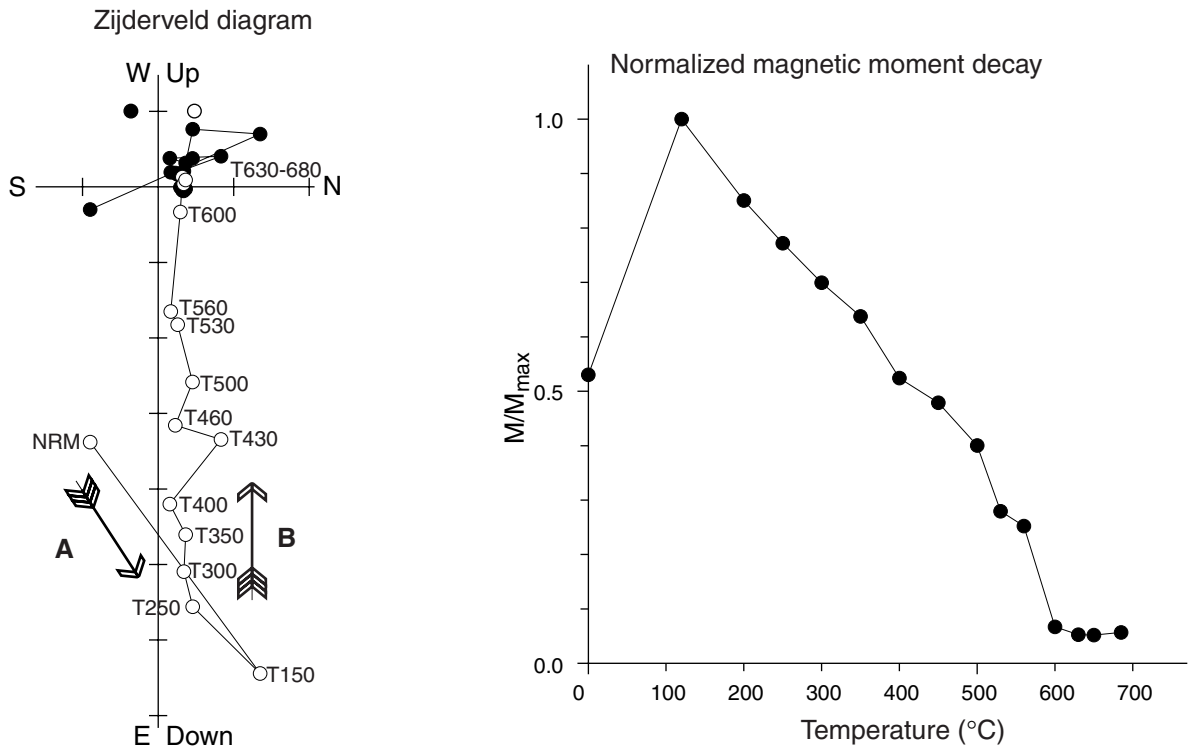 Zijderveld diagram
W Up
T630-680
S
N
T600
T560
T530
T500
T460
NRM
T430
T400
A
T350
B
T300
T250
T150
E Down
Normalized magnetic moment decay
1.0
0.5
0.0
M/Mmax
0 100 200 300 400 500 600 700
Temperature (°C)